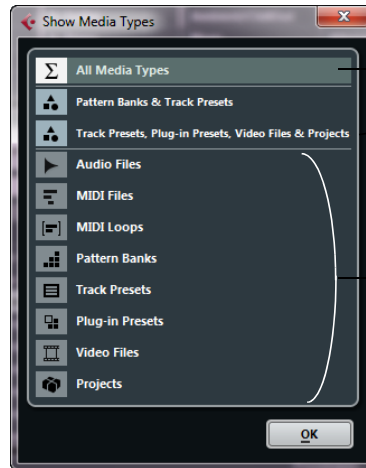 Show Media Types
All Media Types
Pattern Banks & Track Presets
Track Presets, Plug-in Presets, Video Files & Projects
Audio Files
MIDI Files
MIDI Loops
Pattern Banks
Track Presets
Plug-in Presets
Video Files
Projects
OK